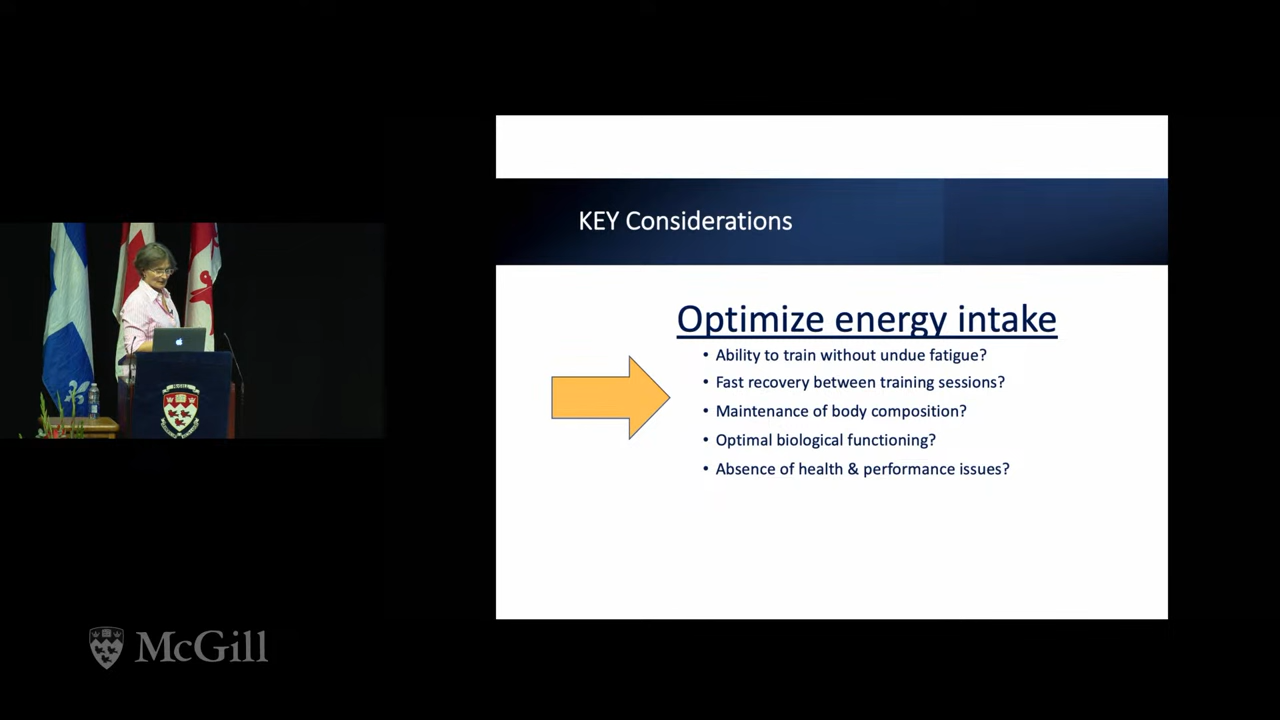 KEY Considerations
Optimize energy intake
• Ability to train without undue fatigue?
• Fast recovery between training sessions?
• Maintenance of body composition?
• Optimal biological functioning?
• Absence of health & performance issues?
McGILL
McGill